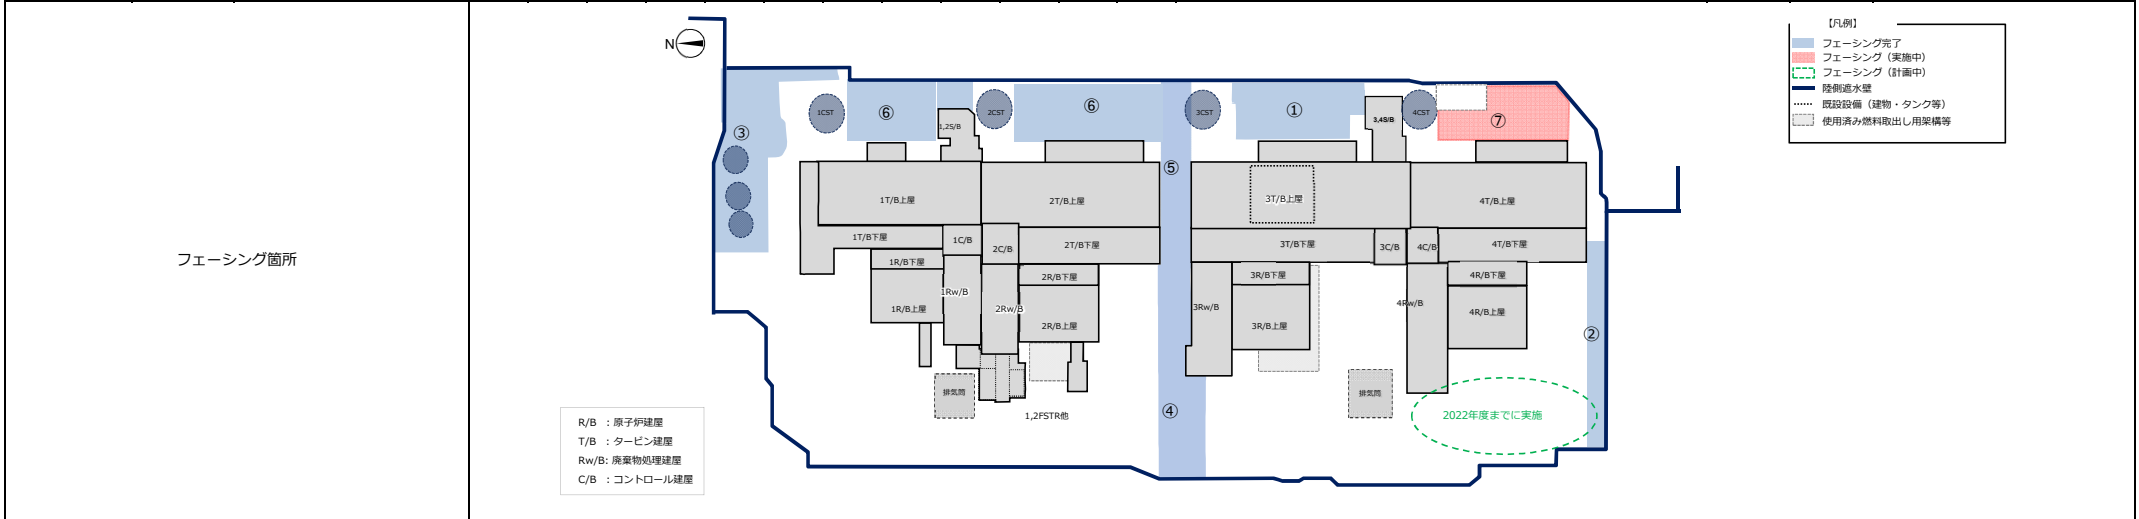 フェーシング箇所
N
【凡例】
フェーシング完了
フェーシング（実施中）
フェーシング（計画中）
陸側遮水壁
既設設備（建物・タンク等）
使用済み燃料取出し用架構等
③
1CST
⑥
1,2S/B
2CST
⑥
3CST
①
3,4S/B
4CST
⑦
⑤
1T/B上屋
2T/B上屋
3T/B上屋
4T/B上屋
1T/B下屋
1C/B
2C/B
2T/B下屋
3T/B下屋
3C/B
4C/B
4T/B下屋
1R/B下屋
2R/B下屋
3R/B下屋
4R/B下屋
1Rw/B
2Rw/B
3Rw/B
4Rw/B
1R/B上屋
2R/B上屋
3R/B上屋
4R/B上屋
②
排気筒
排気筒
1,2FSTR他
④
2022年度までに実施
R/B ：原子炉建屋
T/B ：タービン建屋
Rw/B: 廃棄物処理建屋
C/B ：コントロール建屋